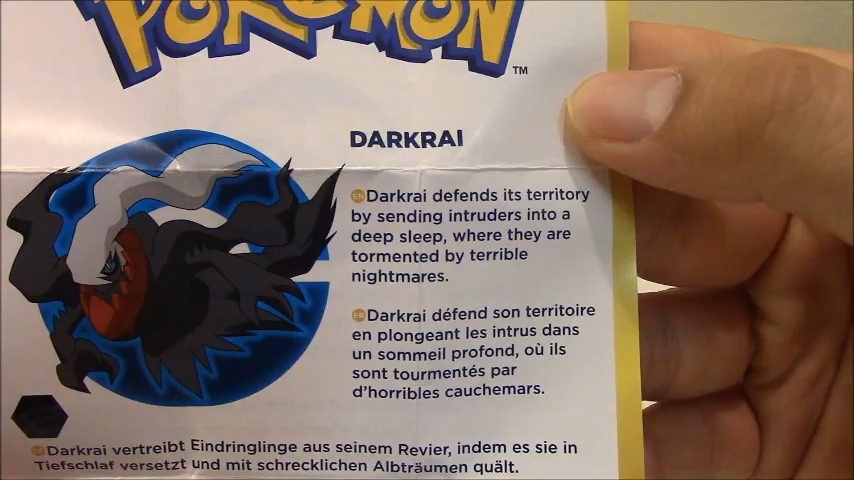 POKÉMON
TM
DARKRAI
EN Darkrai defends its territory
by sending intruders into a
deep sleep, where they are
tormented by terrible
nightmares.
FR Darkrai défend son territoire
en plongeant les intrus dans
un sommeil profond, où ils
sont tourmentés par
d'horribles cauchemars.
Darkrai vertreibt Eindringlinge aus seinem Revier, indem es sie in
Tiefschlaf versetzt und mit schrecklichen Albträumen quält.